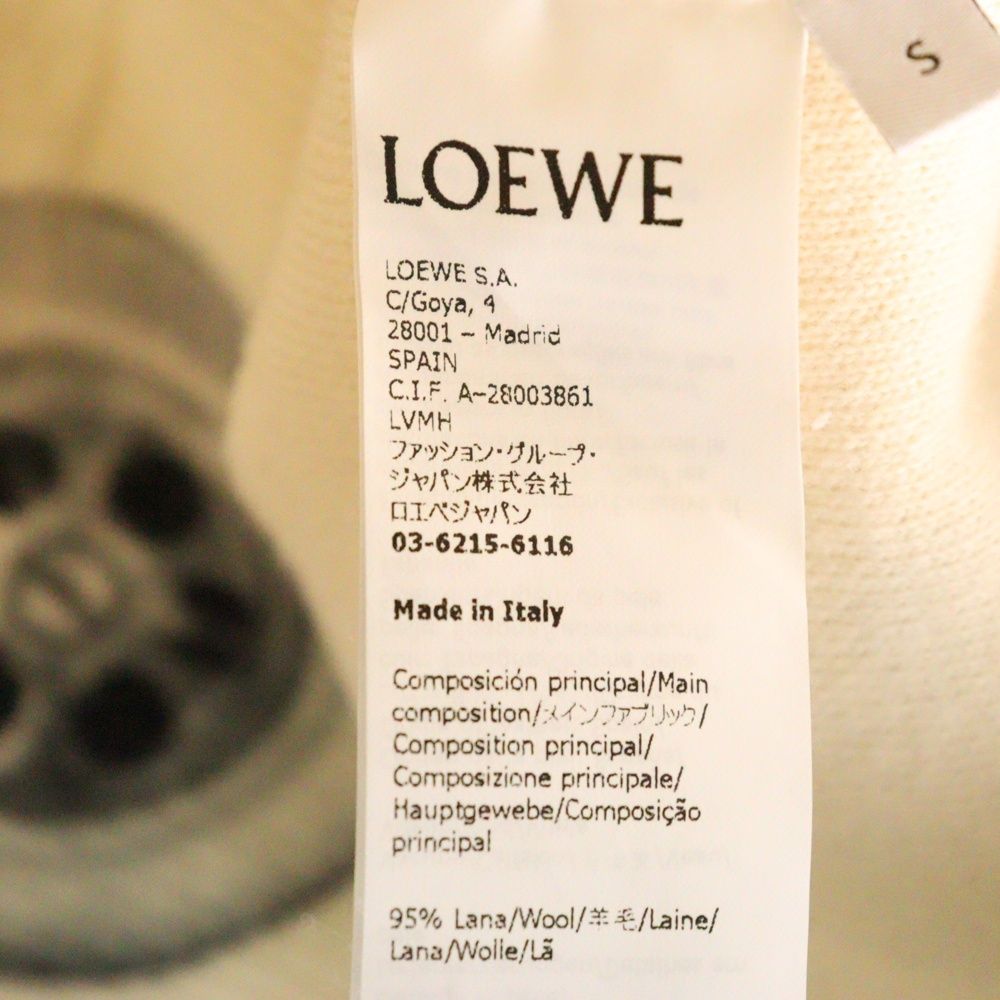 S
LOEWE
LOEWE S.A.
C/Goya, 4
28001 – Madrid
SPAIN
C.I.F. A-28003861
LVMH
ファッション・グループ・
ジャパン株式会社
ロエベジャパン
03-6215-6116
Made in Italy
Composición principal/Main
composition/メインファブリック/
Composition principal/
Composizione principale/
Hauptgewebe/Composição
principal
95% Lana/Wool/羊毛/Laine/
Lana/Wolle/Lã